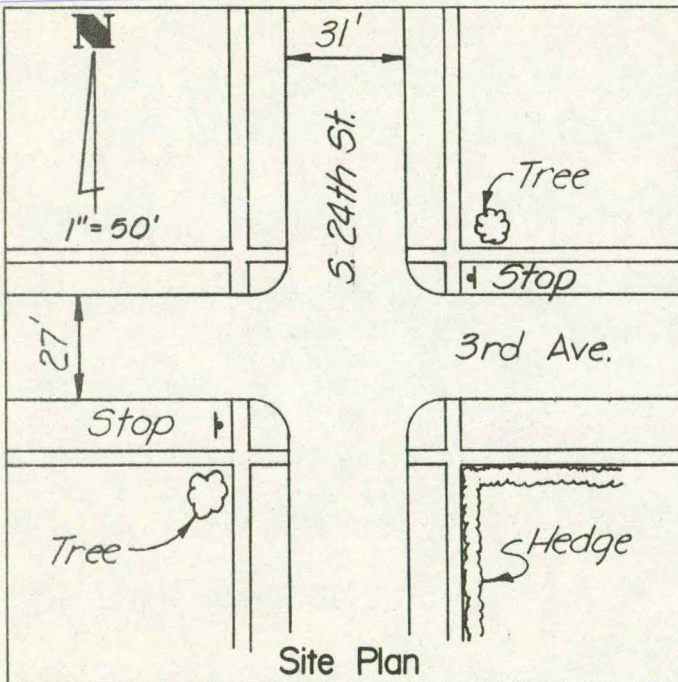 N
1"=50'
31'
S. 24th St.
Tree
Stop
27'
3rd Ave.
Stop
Tree
Hedge
Site Plan